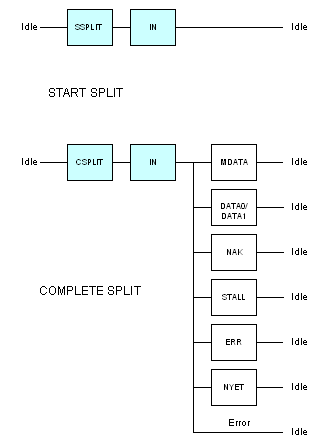 Idle SSPLIT IN Idle
START SPLIT
Idle CSPLIT IN MDATA Idle
DATA0/ Idle
DATA1
NAK Idle
COMPLETE SPLIT
STALL Idle
ERR Idle
NYET Idle
Error
Idle